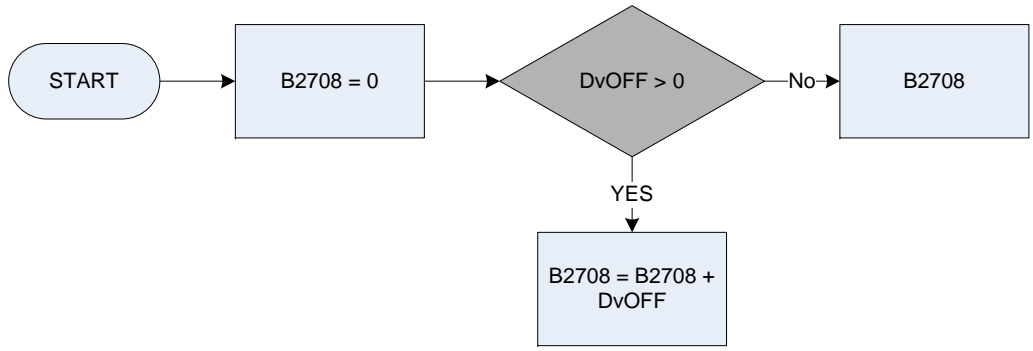 START
B2708 = 0
DvOFF > 0
No
B2708
YES
B2708 = B2708 +
DvOFF